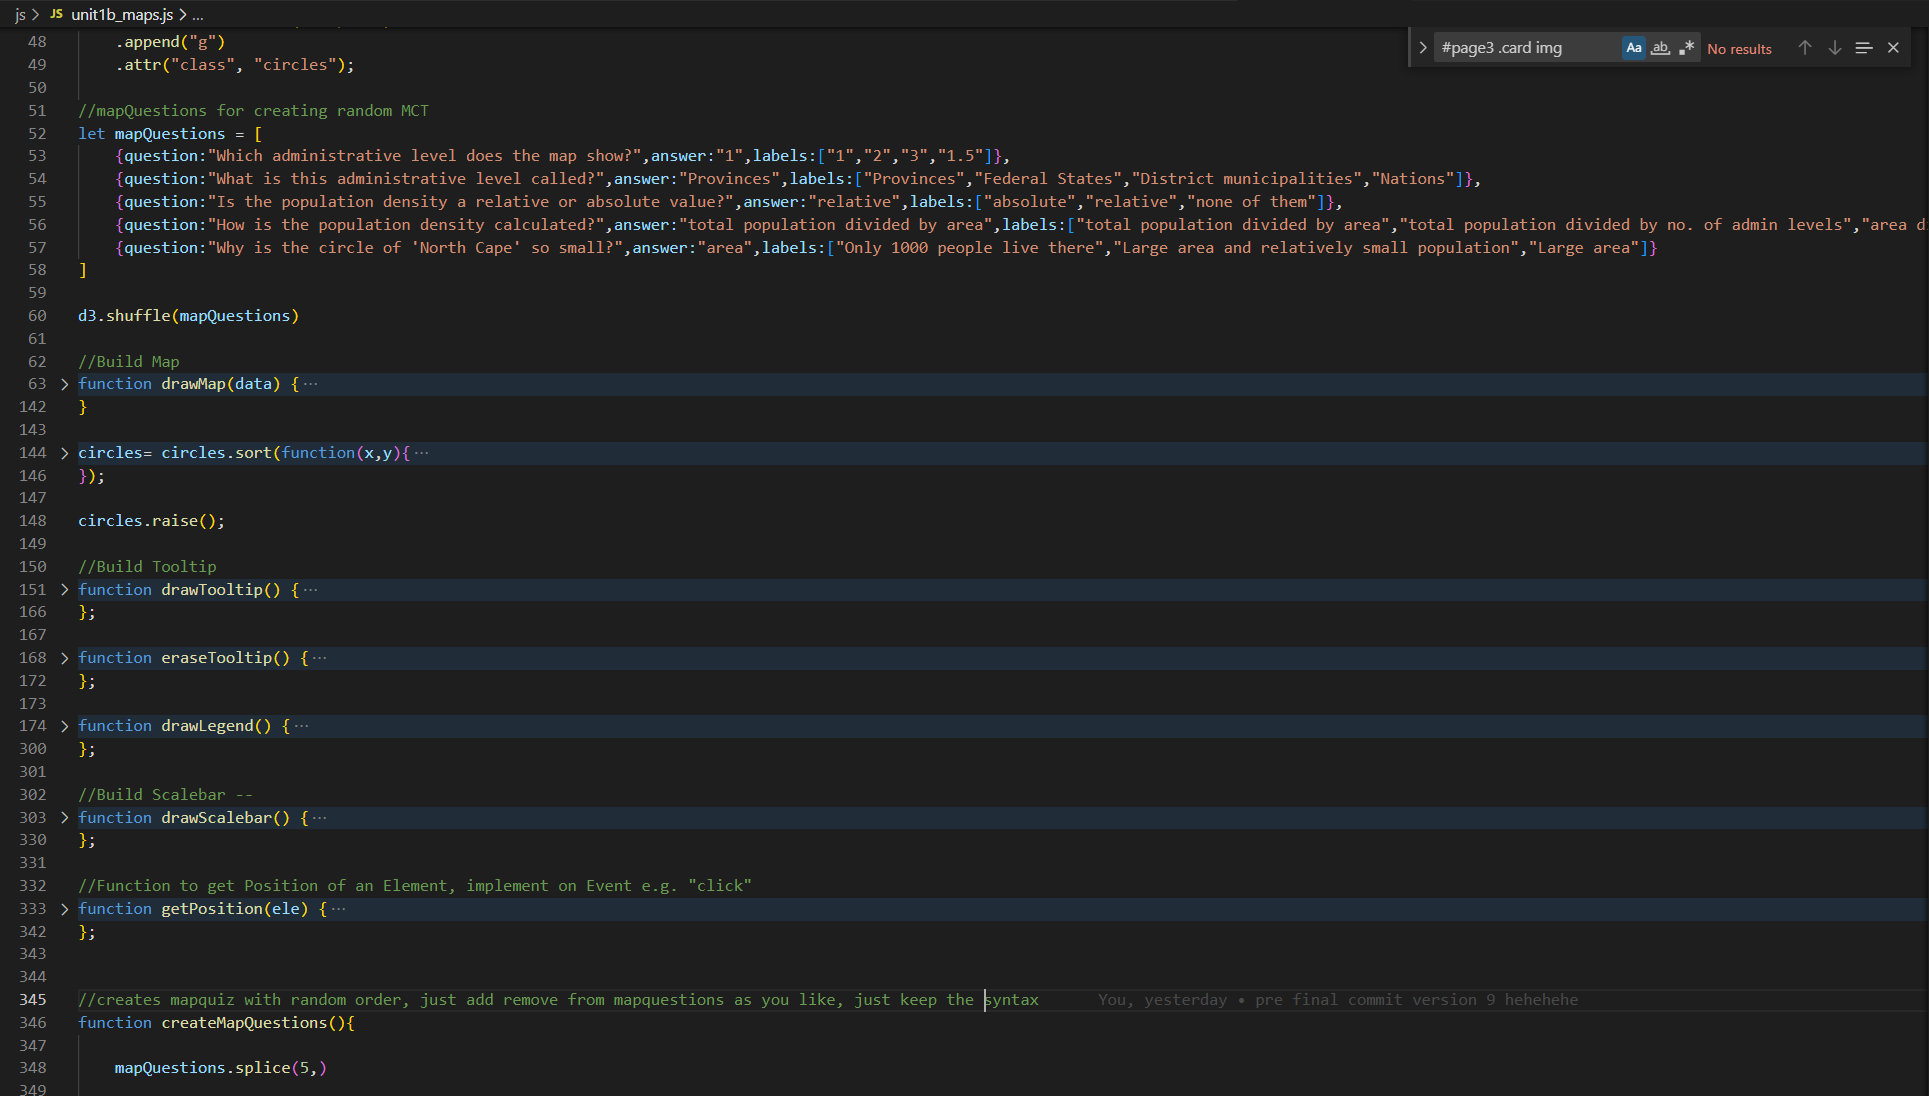 js > JS unit1b_maps.js > ...
#page3 .card img Aa ab .* No results
48 .append("g")
49 .attr("class", "circles");
50
51 //mapQuestions for creating random MCT
52 let mapQuestions = [
53 {question:"Which administrative level does the map show?",answer:"1",labels:["1","2","3","1.5"]},
54 {question:"What is this administrative level called?",answer:"Provinces",labels:["Provinces","Federal States","District municipalities","Nations"]},
55 {question:"Is the population density a relative or absolute value?",answer:"relative",labels:["absolute","relative","none of them"]},
56 {question:"How is the population density calculated?",answer:"total population divided by area",labels:["total population divided by area","total population divided by no. of admin levels","area d
57 {question:"Why is the circle of 'North Cape' so small?",answer:"area",labels:["Only 1000 people live there","Large area and relatively small population","Large area"]}
58 ]
59
60 d3.shuffle(mapQuestions)
61
62 //Build Map
63 > function drawMap(data) { ···
142 }
143
144 > circles= circles.sort(function(x,y){ ···
146 });
147
148 circles.raise();
149
150 //Build Tooltip
151 > function drawTooltip() { ···
166 };
167
168 > function eraseTooltip() { ···
172 };
173
174 > function drawLegend() { ···
300 };
301
302 //Build Scalebar --
303 > function drawScalebar() { ···
330 };
331
332 //Function to get Position of an Element, implement on Event e.g. "click"
333 > function getPosition(ele) { ···
342 };
343
344
345 //creates mapquiz with random order, just add remove from mapquestions as you like, just keep the syntax You, yesterday • pre final commit version 9 hehehehe
346 function createMapQuestions(){
347
348 mapQuestions.splice(5,)
349